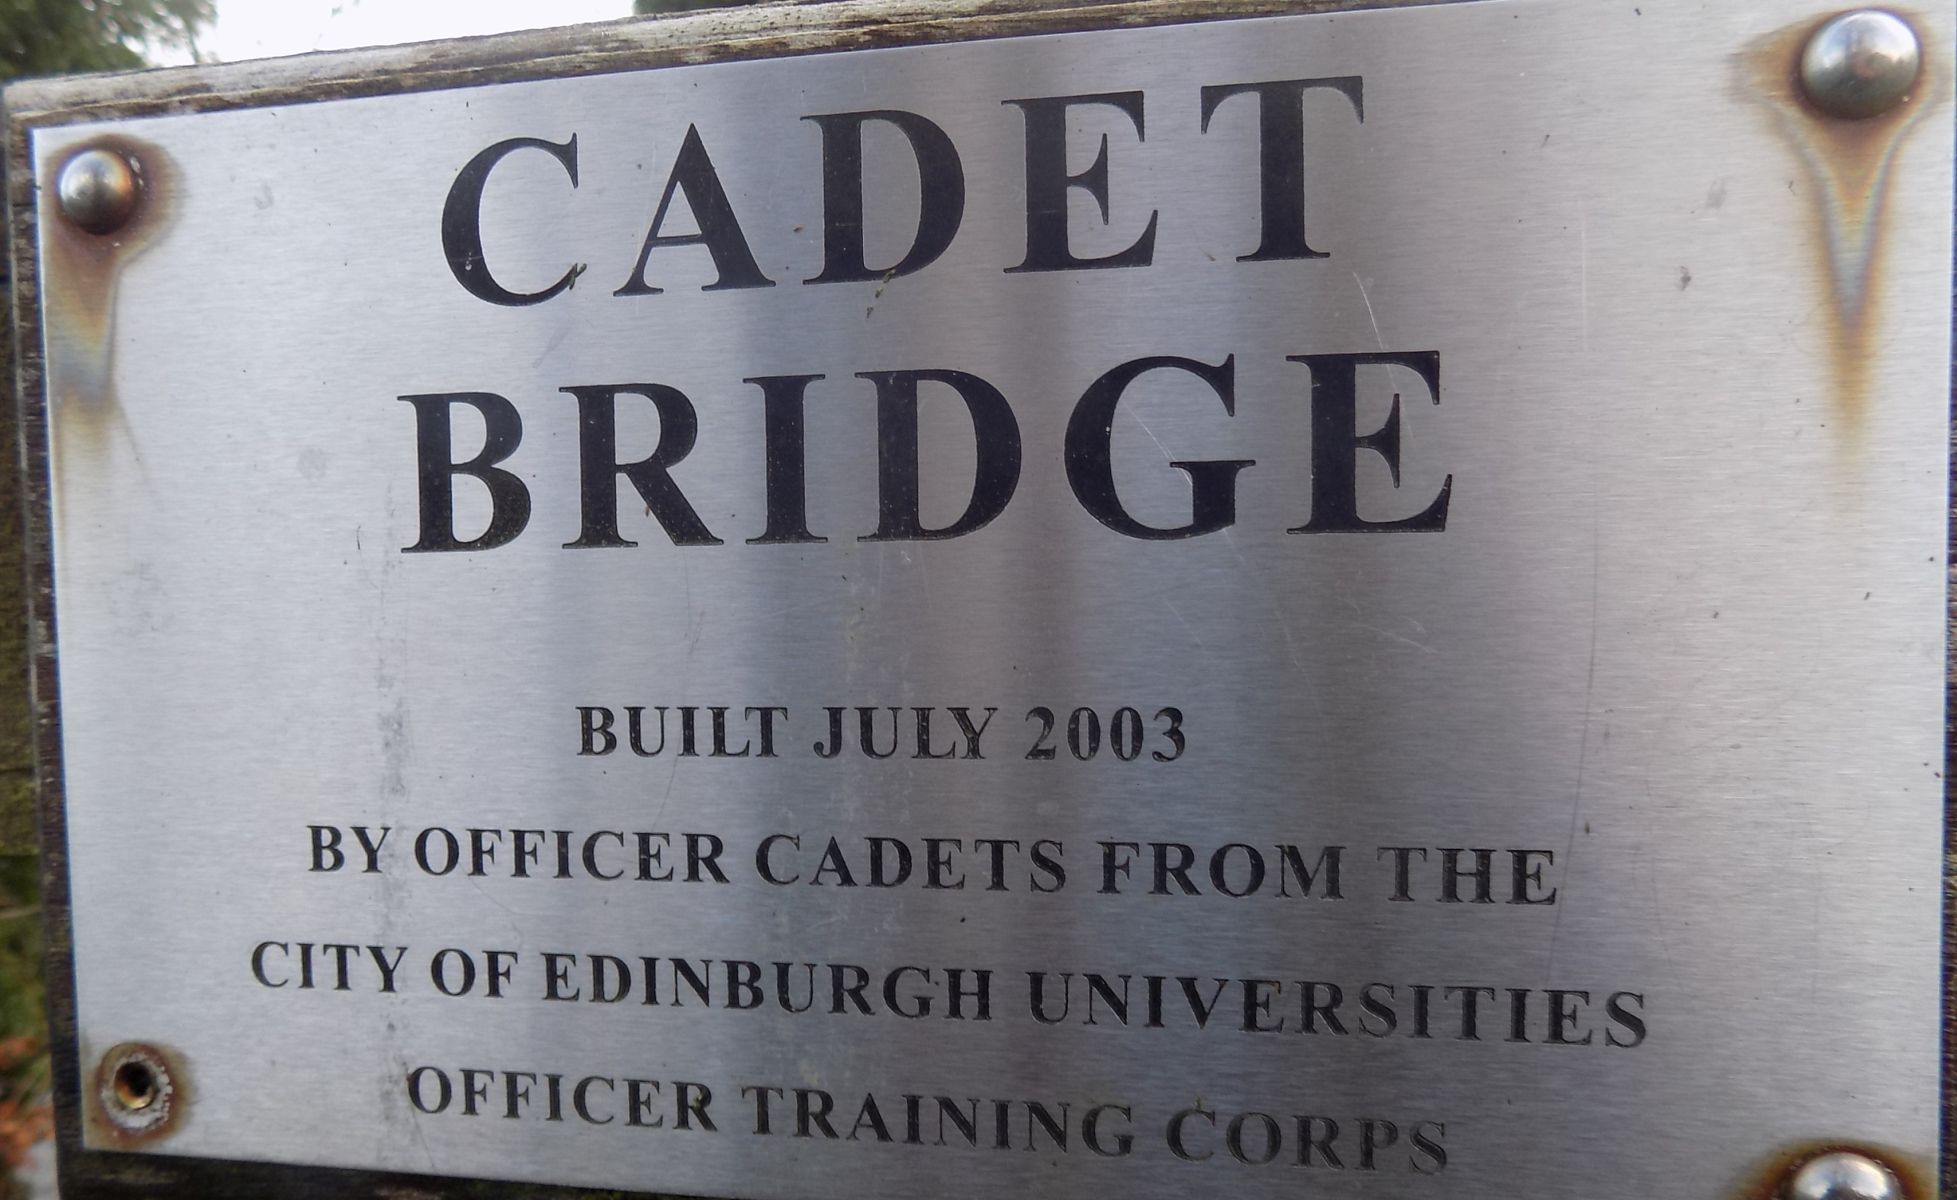 CADET
BRIDGE
BUILT JULY 2003
BY OFFICER CADETS FROM THE
CITY OF EDINBURGH UNIVERSITIES
OFFICER TRAINING CORPS